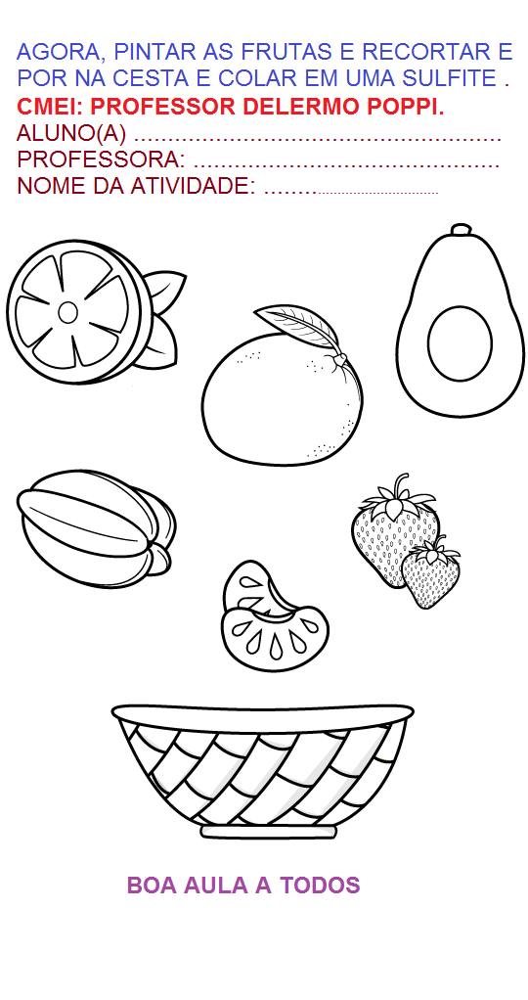 AGORA, PINTAR AS FRUTAS E RECORTAR E
POR NA CESTA E COLAR EM UMA SULFITE .
CMEI: PROFESSOR DELERMO POPPI.
ALUNO(A) ......................................................
PROFESSORA: ..............................................
NOME DA ATIVIDADE: ...............................................
BOA AULA A TODOS